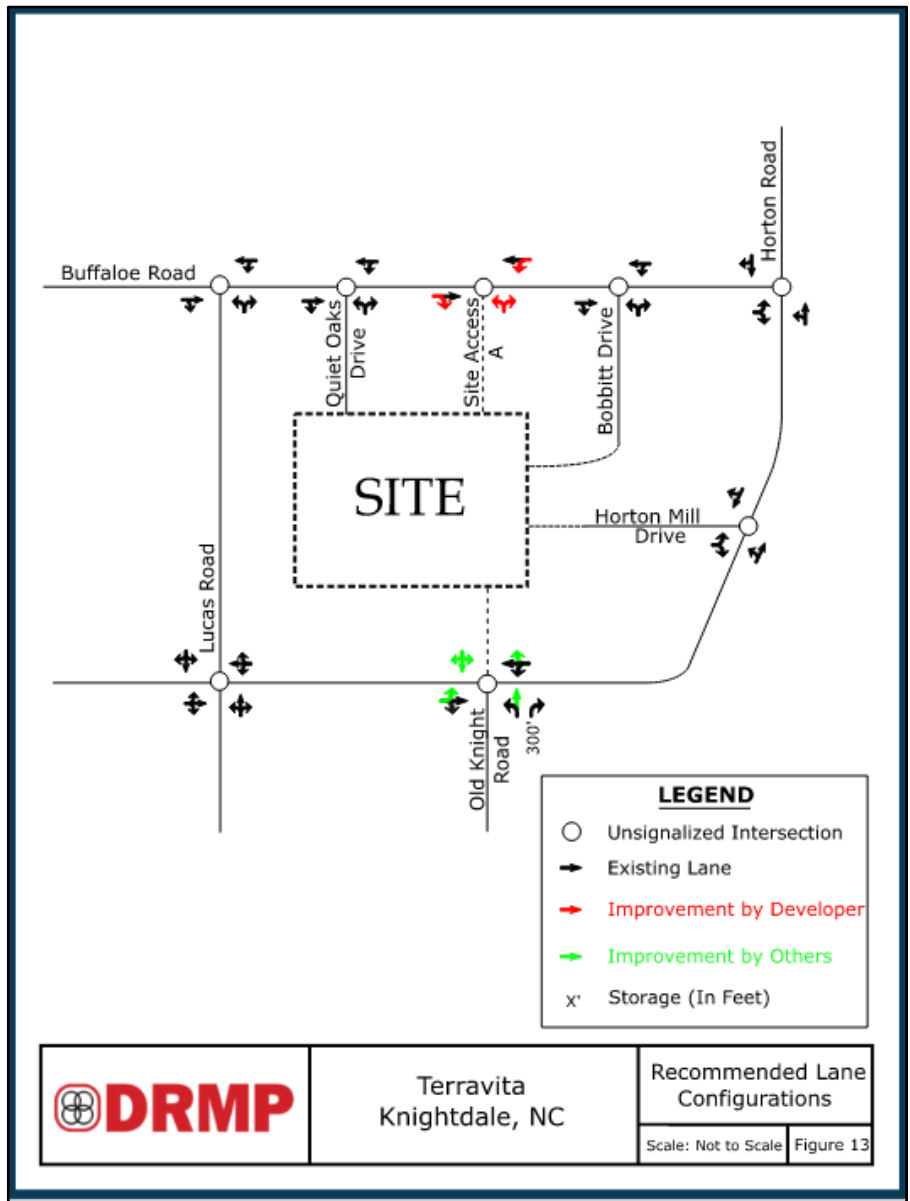 Horton Road
Buffaloe Road
Quiet Oaks
Drive
Site Access
A
Bobbitt Drive
SITE
Horton Mill
Drive
Lucas Road
Old Knight
Road
300'
LEGEND
Unsignalized Intersection
Existing Lane
Improvement by Developer
Improvement by Others
X' Storage (In Feet)
DRMP
Terravita
Knightdale, NC
Recommended Lane
Configurations
Scale: Not to Scale
Figure 13